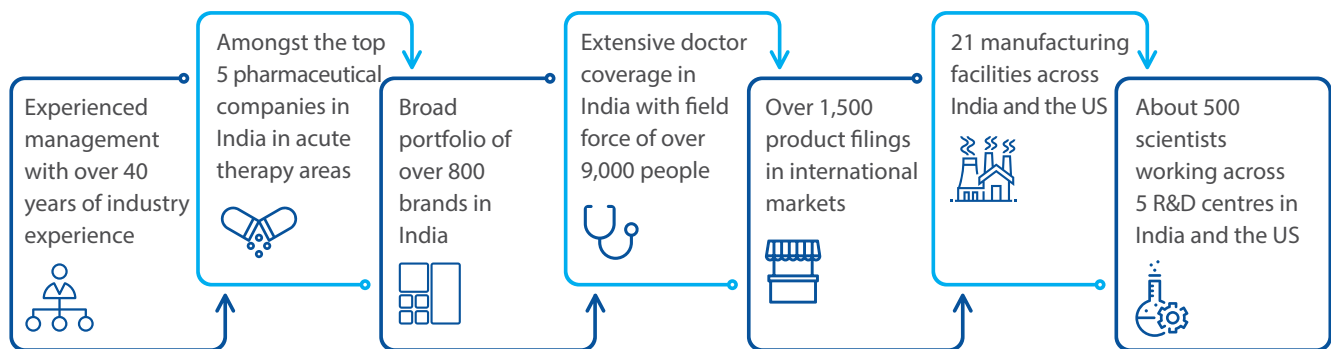 Experienced
management
with over 40
years of industry
experience
Amongst the top
5 pharmaceutical
companies in
India in acute
therapy areas
Broad
portfolio of
over 800
brands in
India
Extensive doctor
coverage in
India with field
force of over
9,000 people
Over 1,500
product filings
in international
markets
21 manufacturing
facilities across
India and the US
About 500
scientists
working across
5 R&D centres in
India and the US